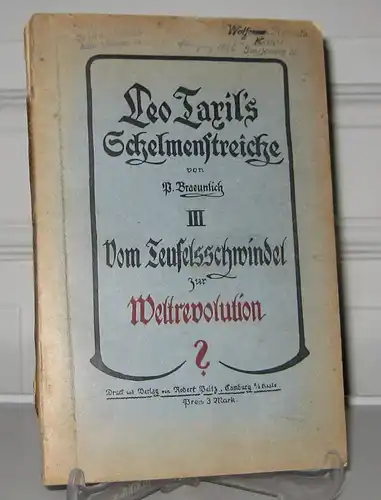 Leo Taxil's
Schelmenstreiche
von
P. Braeunlich
III
Vom Teufelsschwindel
zur
Weltrevolution
?
Druck und Verlag von Robert Peitz, Camburg a/d Saale
Preis 3 Mark.